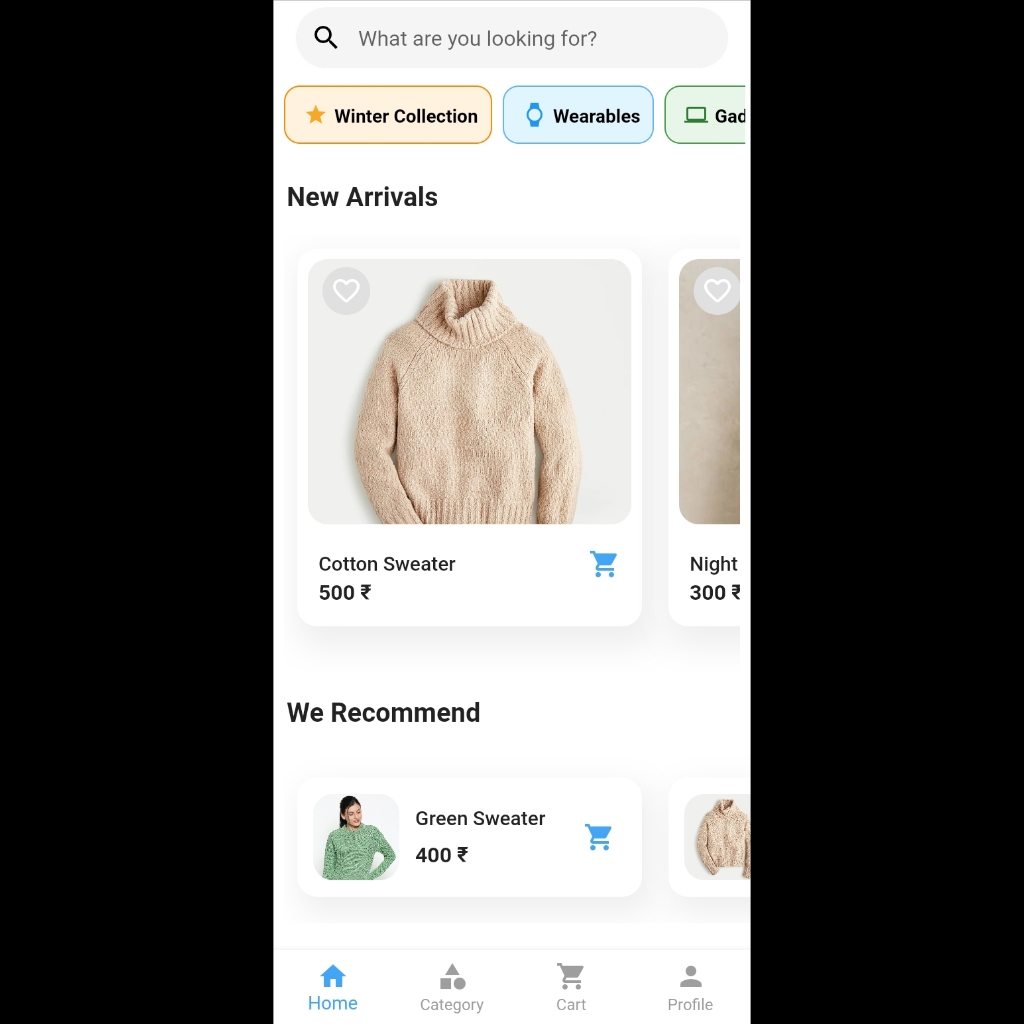 What are you looking for?
Winter Collection
Wearables
Gad
New Arrivals
Cotton Sweater
500 ₹
Night
300 ₹
We Recommend
Green Sweater
400 ₹
Home
Category
Cart
Profile